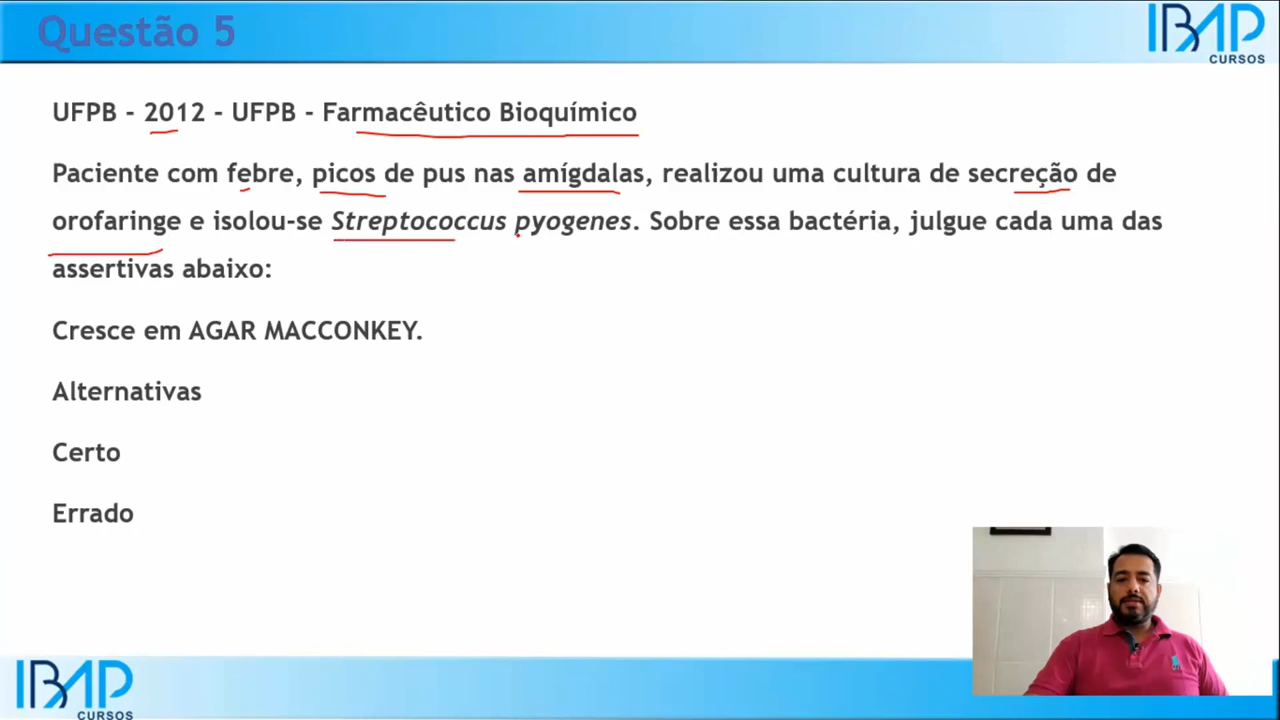 Questão 5
IBAP
CURSOS
UFPB - 2012 - UFPB - Farmacêutico Bioquímico
Paciente com febre, picos de pus nas amígdalas, realizou uma cultura de secreção de
orofaringe e isolou-se Streptococcus pyogenes. Sobre essa bactéria, julgue cada uma das
assertivas abaixo:
Cresce em AGAR MACCONKEY.
Alternativas
Certo
Errado
IBAP
CURSOS